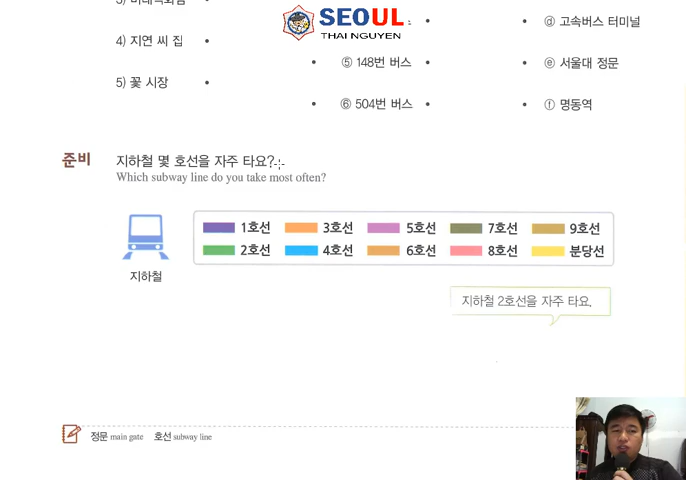 SEOUL
THAI NGUYEN
ⓓ 고속버스 터미널
4) 지연 씨 집
⑤ 148번 버스
ⓔ 서울대 정문
5) 꽃 시장
⑥ 504번 버스
ⓕ 명동역
준비
지하철 몇 호선을 자주 타요?
Which subway line do you take most often?
1호선 3호선 5호선 7호선 9호선
2호선 4호선 6호선 8호선 분당선
지하철
지하철 2호선을 자주 타요.
정문 main gate 호선 subway line